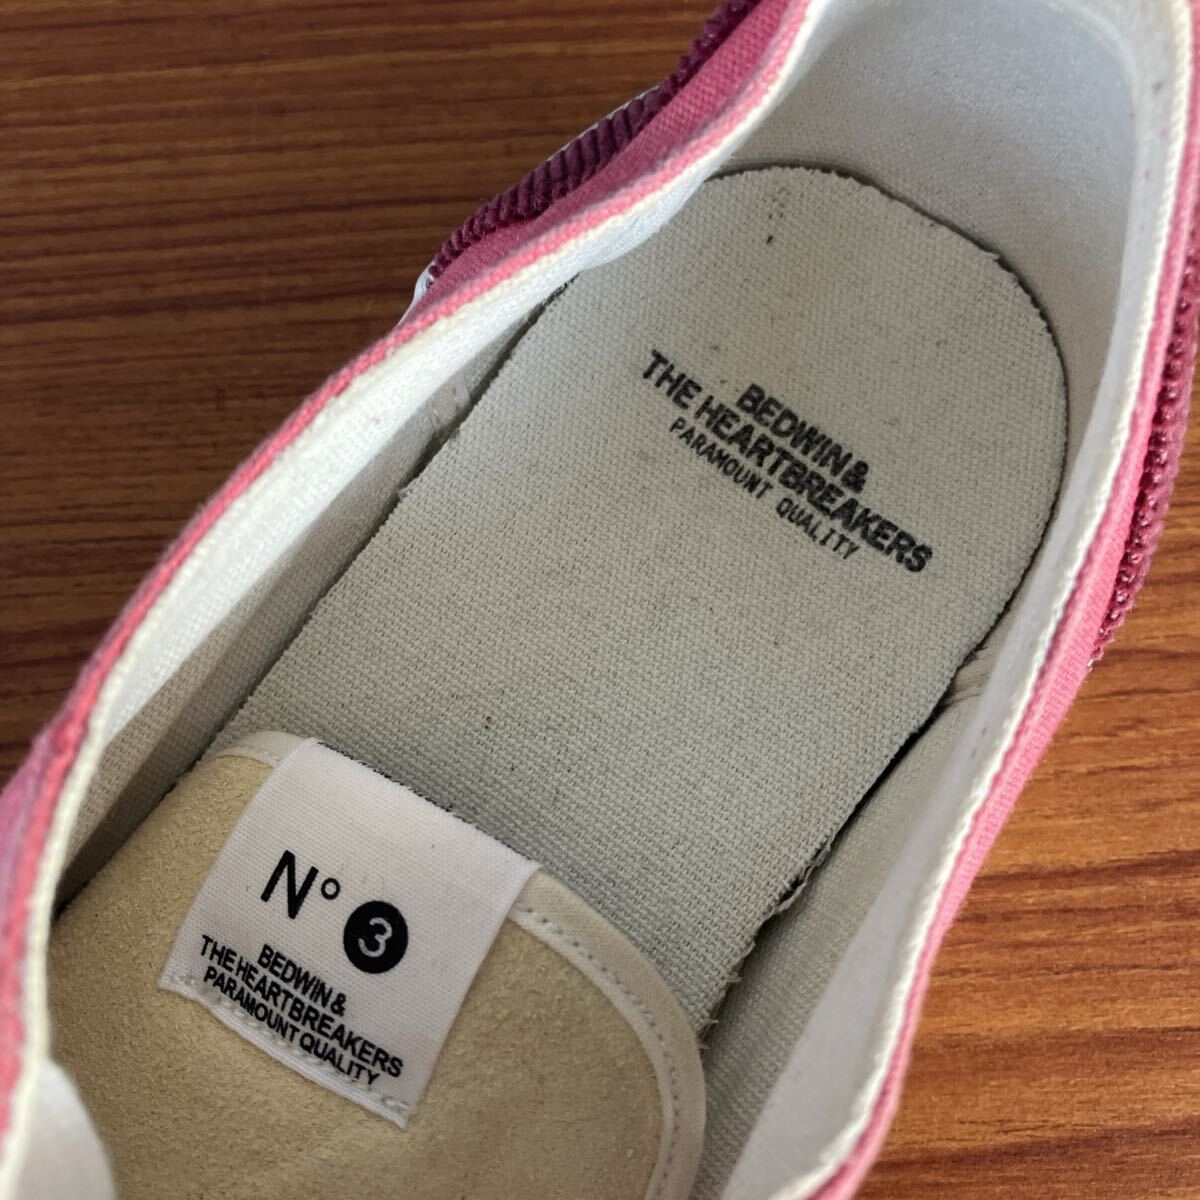 BEDWIN&
THE HEARTBREAKERS
PARAMOUNT QUALITY
N° 3
BEDWIN&
THE HEARTBREAKERS
PARAMOUNT QUALITY